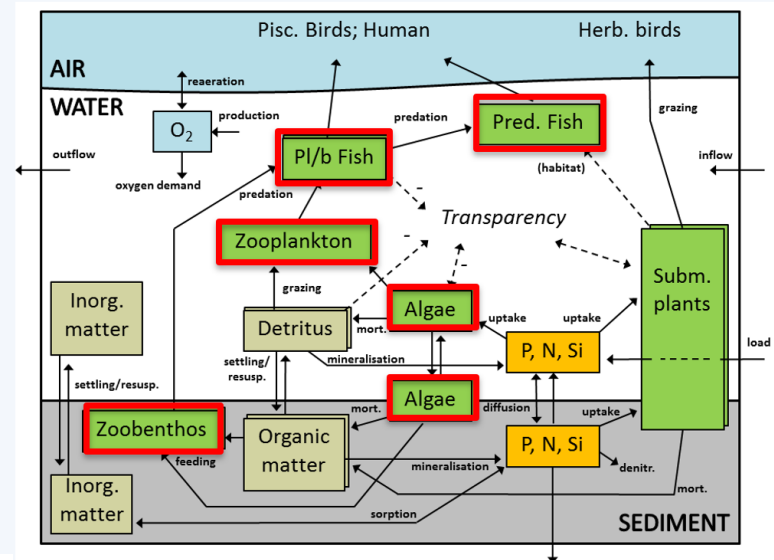 Pisc. Birds; Human
Herb. birds
AIR
reaeration
WATER
grazing
production
predation
Pred. Fish
O2
Pl/b Fish
outflow
inflow
(habitat)
oxygen demand
predation
-
Transparency
Zooplankton
-
-
Subm.
plants
grazing
Inorg.
matter
Algae
uptake
uptake
Detritus
mort.
P, N, Si
load
settling/
resusp.
mineralisation
settling/resusp.
Algae
mort.
diffusion
uptake
Zoobenthos
Organic
matter
P, N, Si
feeding
mineralisation
denitr.
Inorg.
matter
mort.
sorption
SEDIMENT